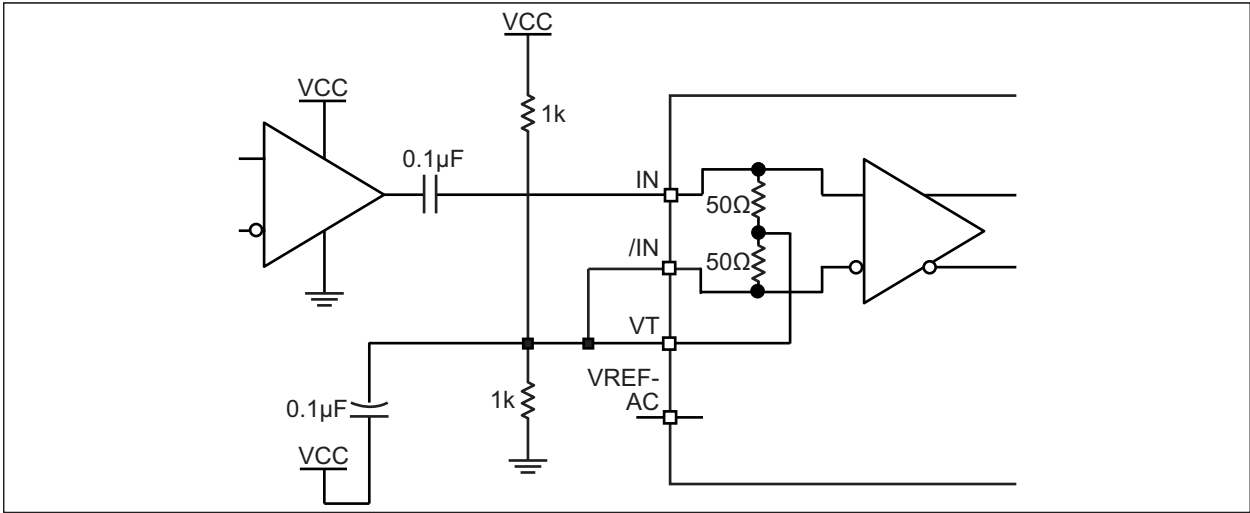 VCC
VCC
1k
0.1µF
IN
50Ω
/IN
50Ω
VT
VREF-
AC
1k
0.1µF
VCC